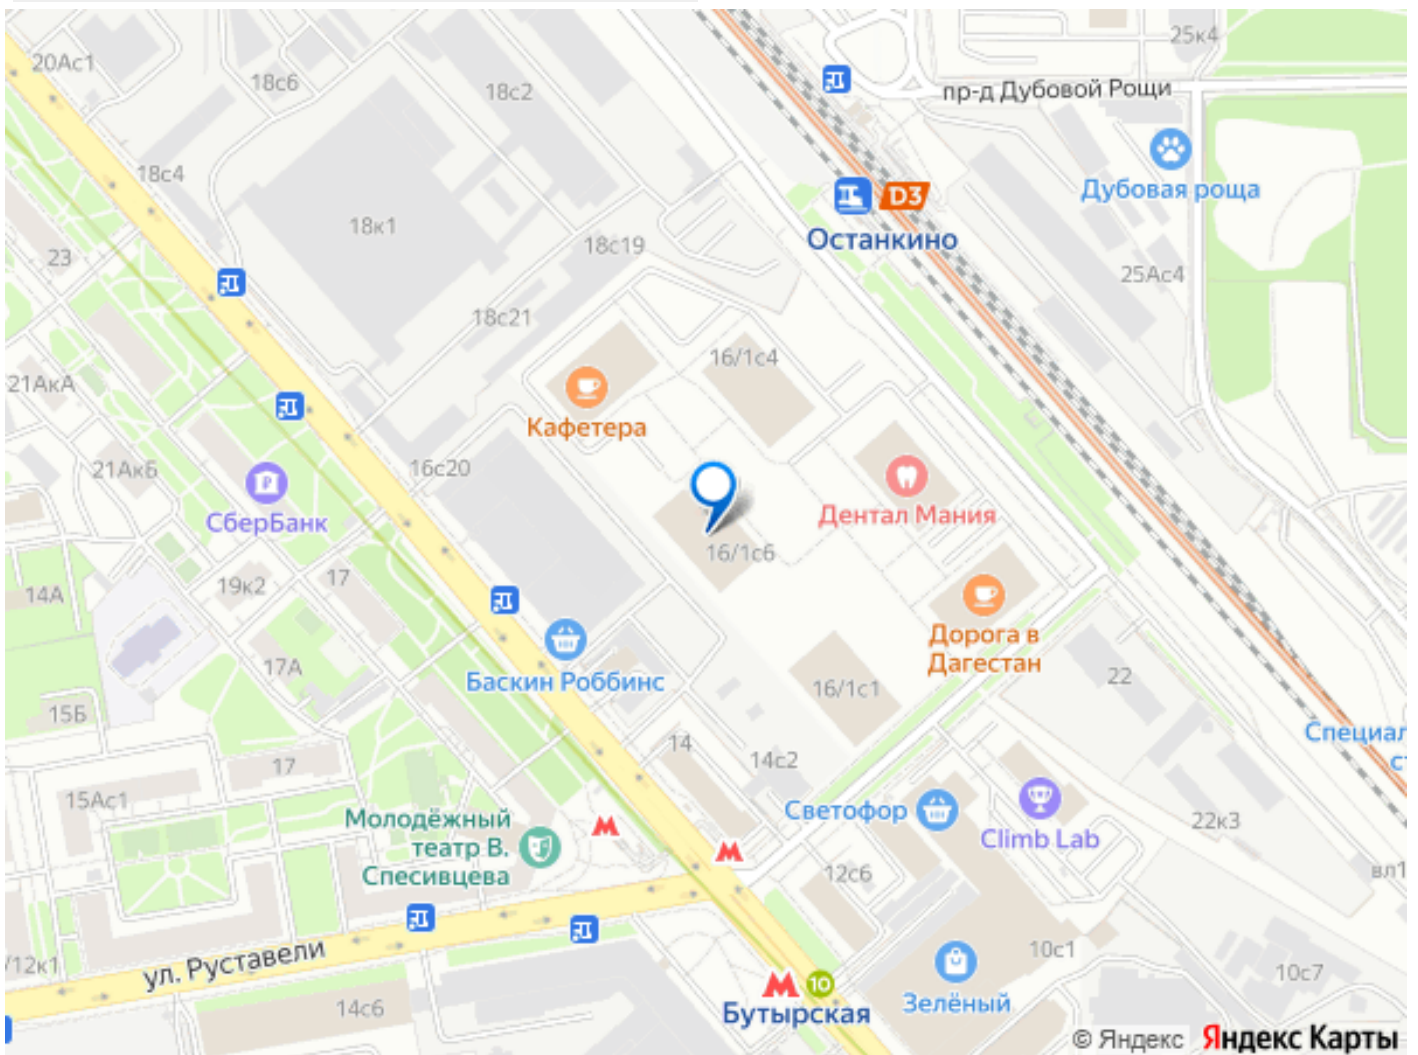 20Ас1
18с6
18с2
25к4
пр-д Дубовой Рощи
18с4
Дубовая роща
D3
18к1
Останкино
18с19
23
25Ас4
18с21
16/1с4
21АкА
Кафетера
21АкБ
16с20
СберБанк
Дентал Мания
16/1с6
14А
19к2
17
Дорога в
Дагестан
17А
Баскин Роббинс
16/1с1
22
15Б
14
14с2
Специал
ст
17
15Ас1
Молодёжный
театр В.
Спесивцева
Светофор
Climb Lab
22к3
12с6
вл1
/12к1
ул. Руставели
10с1
10с7
14с6
10
Бутырская
Зелёный
© Яндекс Яндекс Карты